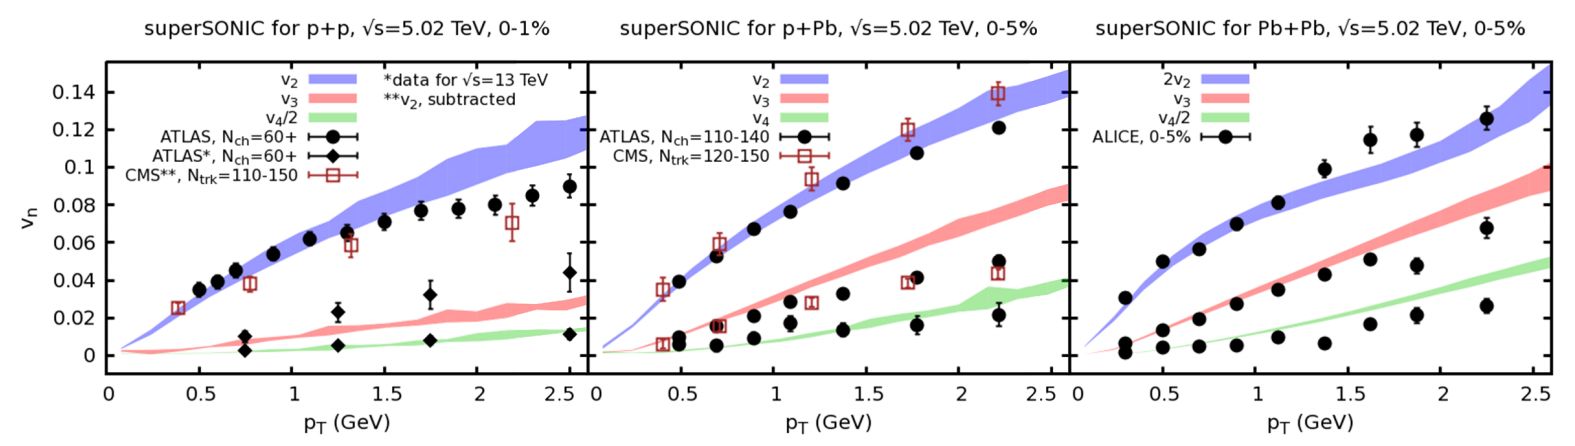 superSONIC for p+p, √s=5.02 TeV, 0-1%
v2
v3
v4/2
ATLAS, Nch=60+
ATLAS*, Nch=60+
CMS**, Ntrk=110-150
*data for √s=13 TeV
**v2, subtracted
vn
0.14
0.12
0.1
0.08
0.06
0.04
0.02
0
0 0.5 1 1.5 2 2.5
pT (GeV)
superSONIC for p+Pb, √s=5.02 TeV, 0-5%
v2
v3
v4
ATLAS, Nch=110-140
CMS, Ntrk=120-150
0 0.5 1 1.5 2 2.5
pT (GeV)
superSONIC for Pb+Pb, √s=5.02 TeV, 0-5%
2v2
v3
v4/2
ALICE, 0-5%
0 0.5 1 1.5 2 2.5
pT (GeV)